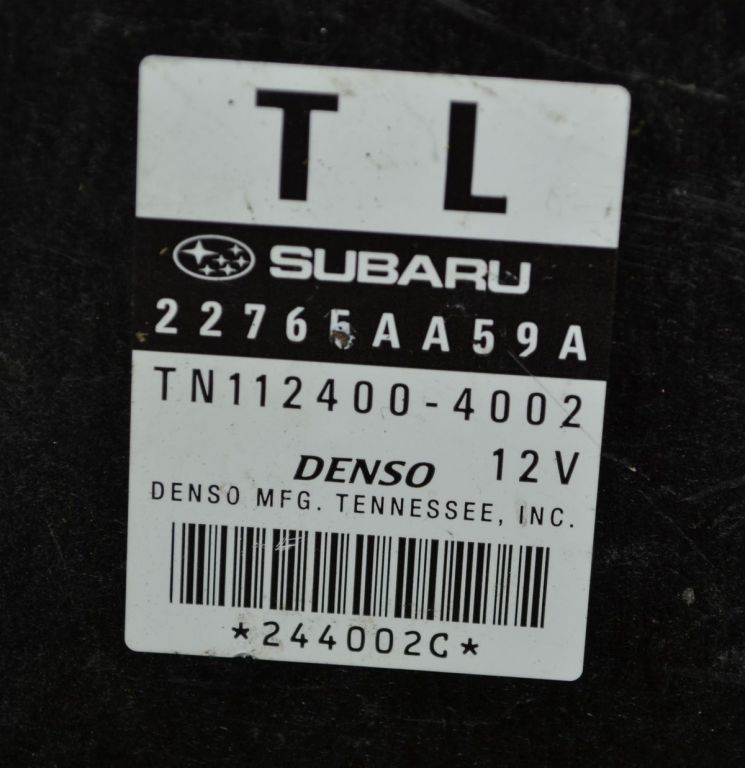 T L
SUBARU
22765AA59A
TN112400-4002
DENSO 12V
DENSO MFG. TENNESSEE, INC.
*244002C*